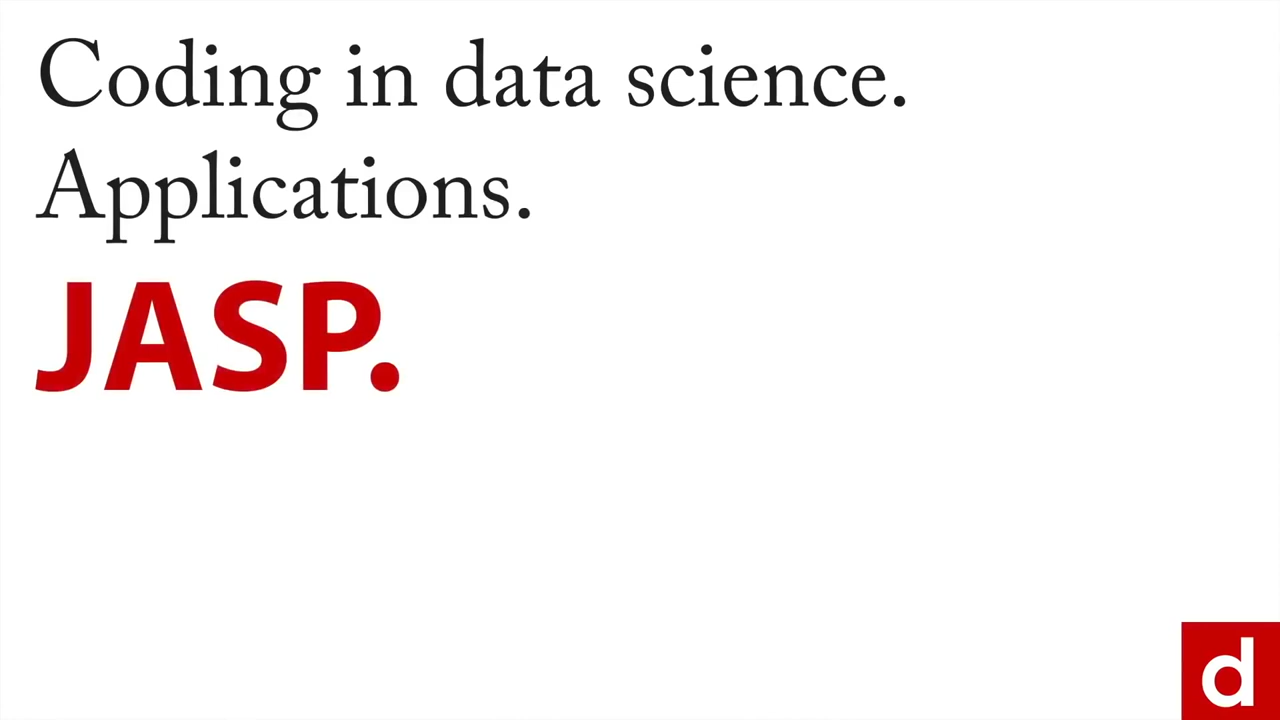 Coding in data science.
Applications.
JASP.
d